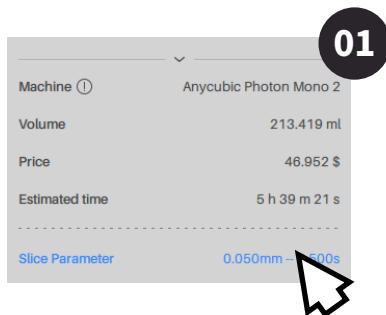 01
Machine Anycubic Photon Mono 2
Volume 213.419 ml
Price 46.952 $
Estimated time 5 h 39 m 21 s
Slice Parameter 0.050mm – 500s